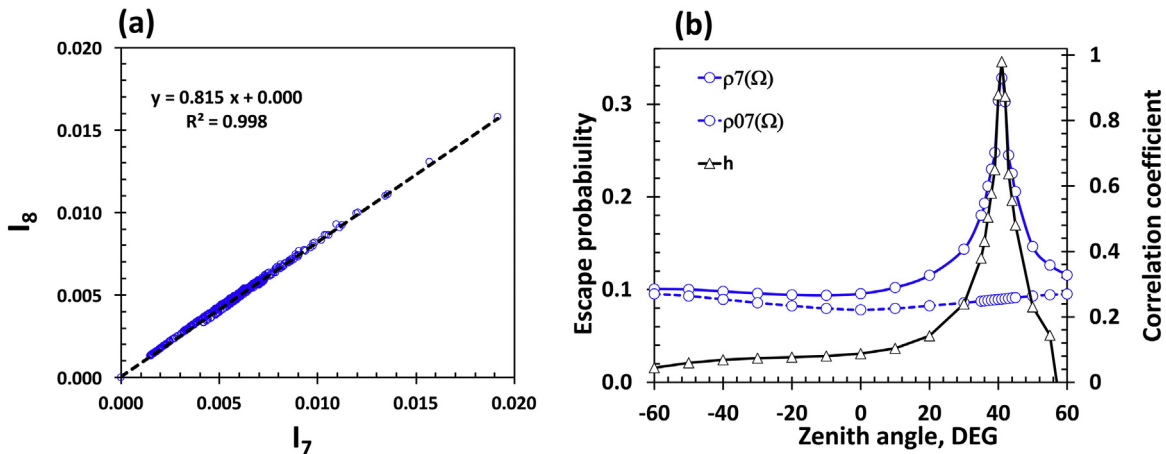 (a)
0.020
0.015
0.010
0.005
0.000
I8
y = 0.815 x + 0.000
R² = 0.998
0.000
0.005
0.010
0.015
0.020
I7
(b)
0.3
0.2
0.1
0.0
Escape probabiulity
ρ7(Ω)
ρ07(Ω)
h
1
0.8
0.6
0.4
0.2
0
Correlation coefficient
-60
-40
-20
0
20
40
60
Zenith angle, DEG